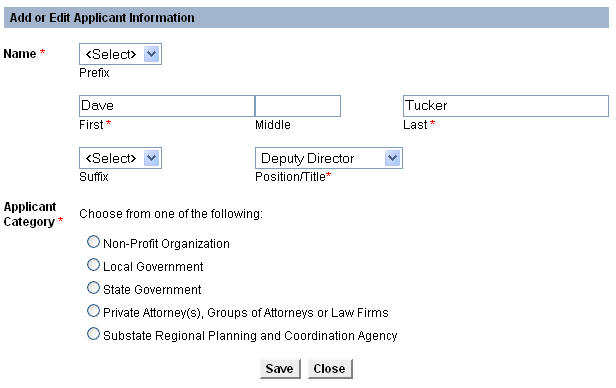 Add or Edit Applicant Information
Name * <Select>
Prefix
Dave Tucker
First * Middle Last *
<Select> Deputy Director
Suffix Position/Title*
Applicant
Category * Choose from one of the following:
Non-Profit Organization
Local Government
State Government
Private Attorney(s), Groups of Attorneys or Law Firms
Substate Regional Planning and Coordination Agency
Save Close